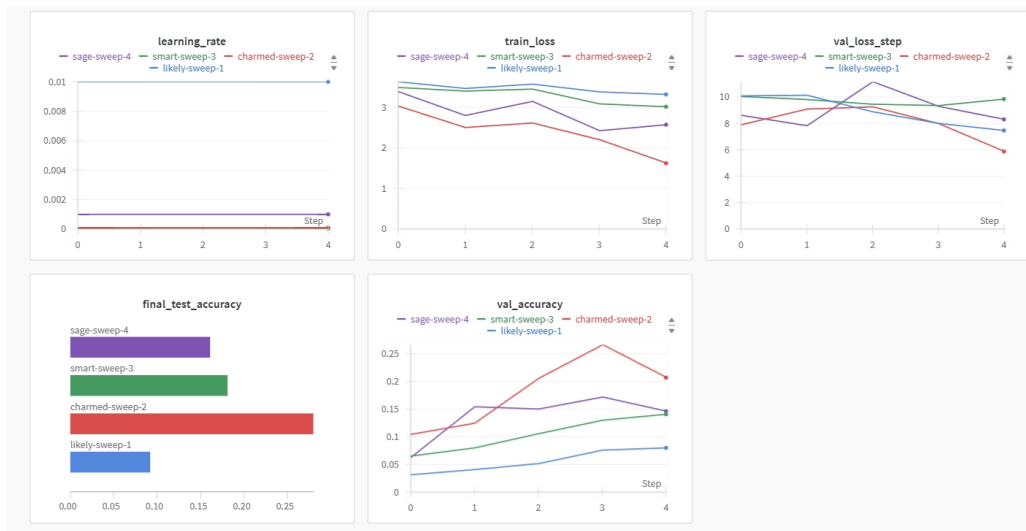 learning_rate
sage-sweep-4 smart-sweep-3 charmed-sweep-2
likely-sweep-1
0.01
0.008
0.006
0.004
0.002
0
Step
0 1 2 3 4
train_loss
sage-sweep-4 smart-sweep-3 charmed-sweep-2
likely-sweep-1
3
2
1
0
Step
0 1 2 3 4
val_loss_step
sage-sweep-4 smart-sweep-3 charmed-sweep-2
likely-sweep-1
10
8
6
4
2
0
Step
0 1 2 3 4
final_test_accuracy
sage-sweep-4
smart-sweep-3
charmed-sweep-2
likely-sweep-1
0.00 0.05 0.10 0.15 0.20 0.25
val_accuracy
sage-sweep-4 smart-sweep-3 charmed-sweep-2
likely-sweep-1
0.25
0.2
0.15
0.1
0.05
0
Step
0 1 2 3 4